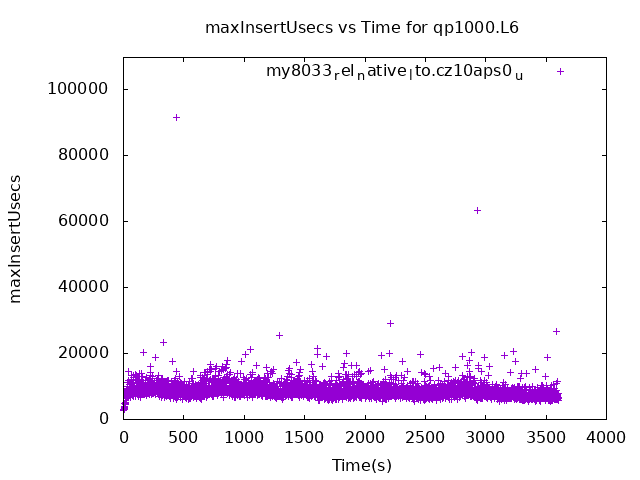 maxInsertUsecs vs Time for qp1000.L6
my8033relnativelto.cz10aps0u
100000
80000
60000
40000
20000
0
maxInsertUsecs
0 500 1000 1500 2000 2500 3000 3500 4000
Time(s)